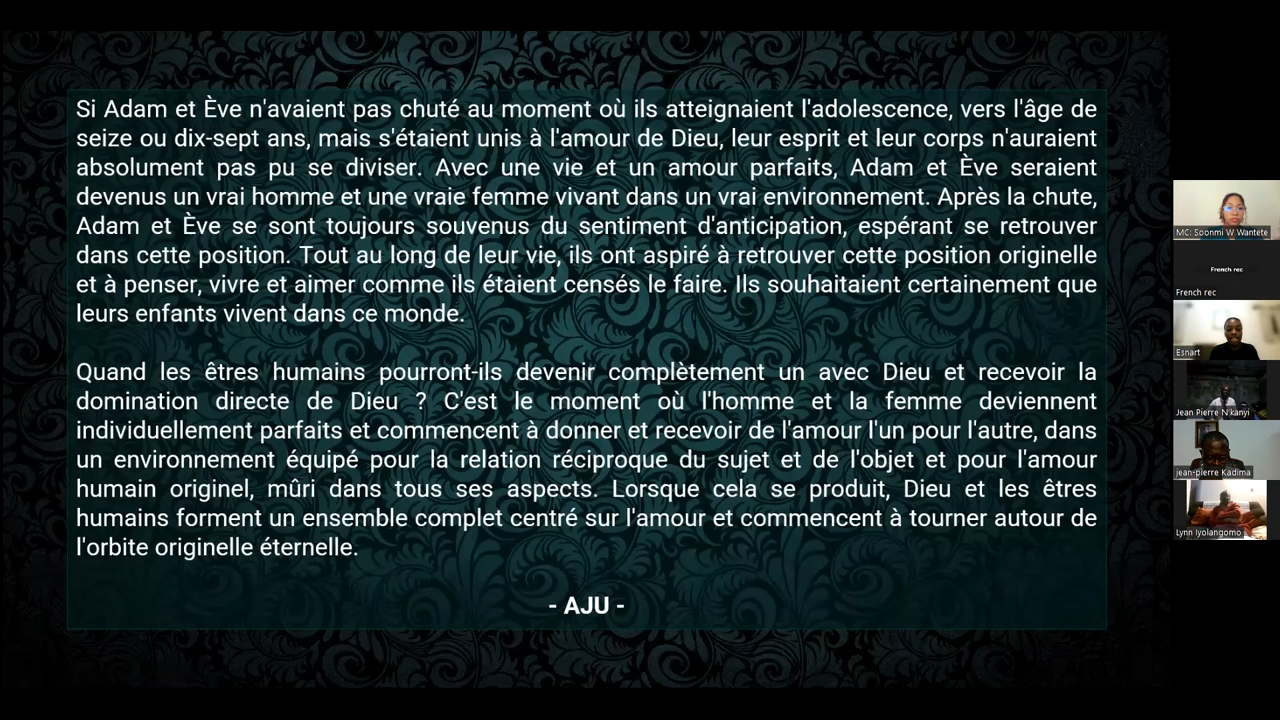 Si Adam et Ève n'avaient pas chuté au moment où ils atteignaient l'adolescence, vers l'âge de
seize ou dix-sept ans, mais s'étaient unis à l'amour de Dieu, leur esprit et leur corps n'auraient
absolument pas pu se diviser. Avec une vie et un amour parfaits, Adam et Ève seraient
devenus un vrai homme et une vraie femme vivant dans un vrai environnement. Après la chute,
Adam et Ève se sont toujours souvenus du sentiment d'anticipation, espérant se retrouver
dans cette position. Tout au long de leur vie, ils ont aspiré à retrouver cette position originelle
et à penser, vivre et aimer comme ils étaient censés le faire. Ils souhaitaient certainement que
leurs enfants vivent dans ce monde.
Quand les êtres humains pourront-ils devenir complètement un avec Dieu et recevoir la
domination directe de Dieu ? C'est le moment où l'homme et la femme deviennent
individuellement parfaits et commencent à donner et recevoir de l'amour l'un pour l'autre, dans
un environnement équipé pour la relation réciproque du sujet et de l'objet et pour l'amour
humain originel, mûri dans tous ses aspects. Lorsque cela se produit, Dieu et les êtres
humains forment un ensemble complet centré sur l'amour et commencent à tourner autour de
l'orbite originelle éternelle.
- AJU -
MC: Soonmi W Wantete
French rec
French rec
Esnart
Jean Pierre N'kanyi
jean-pierre Kadima
Lynn Iyolangomo